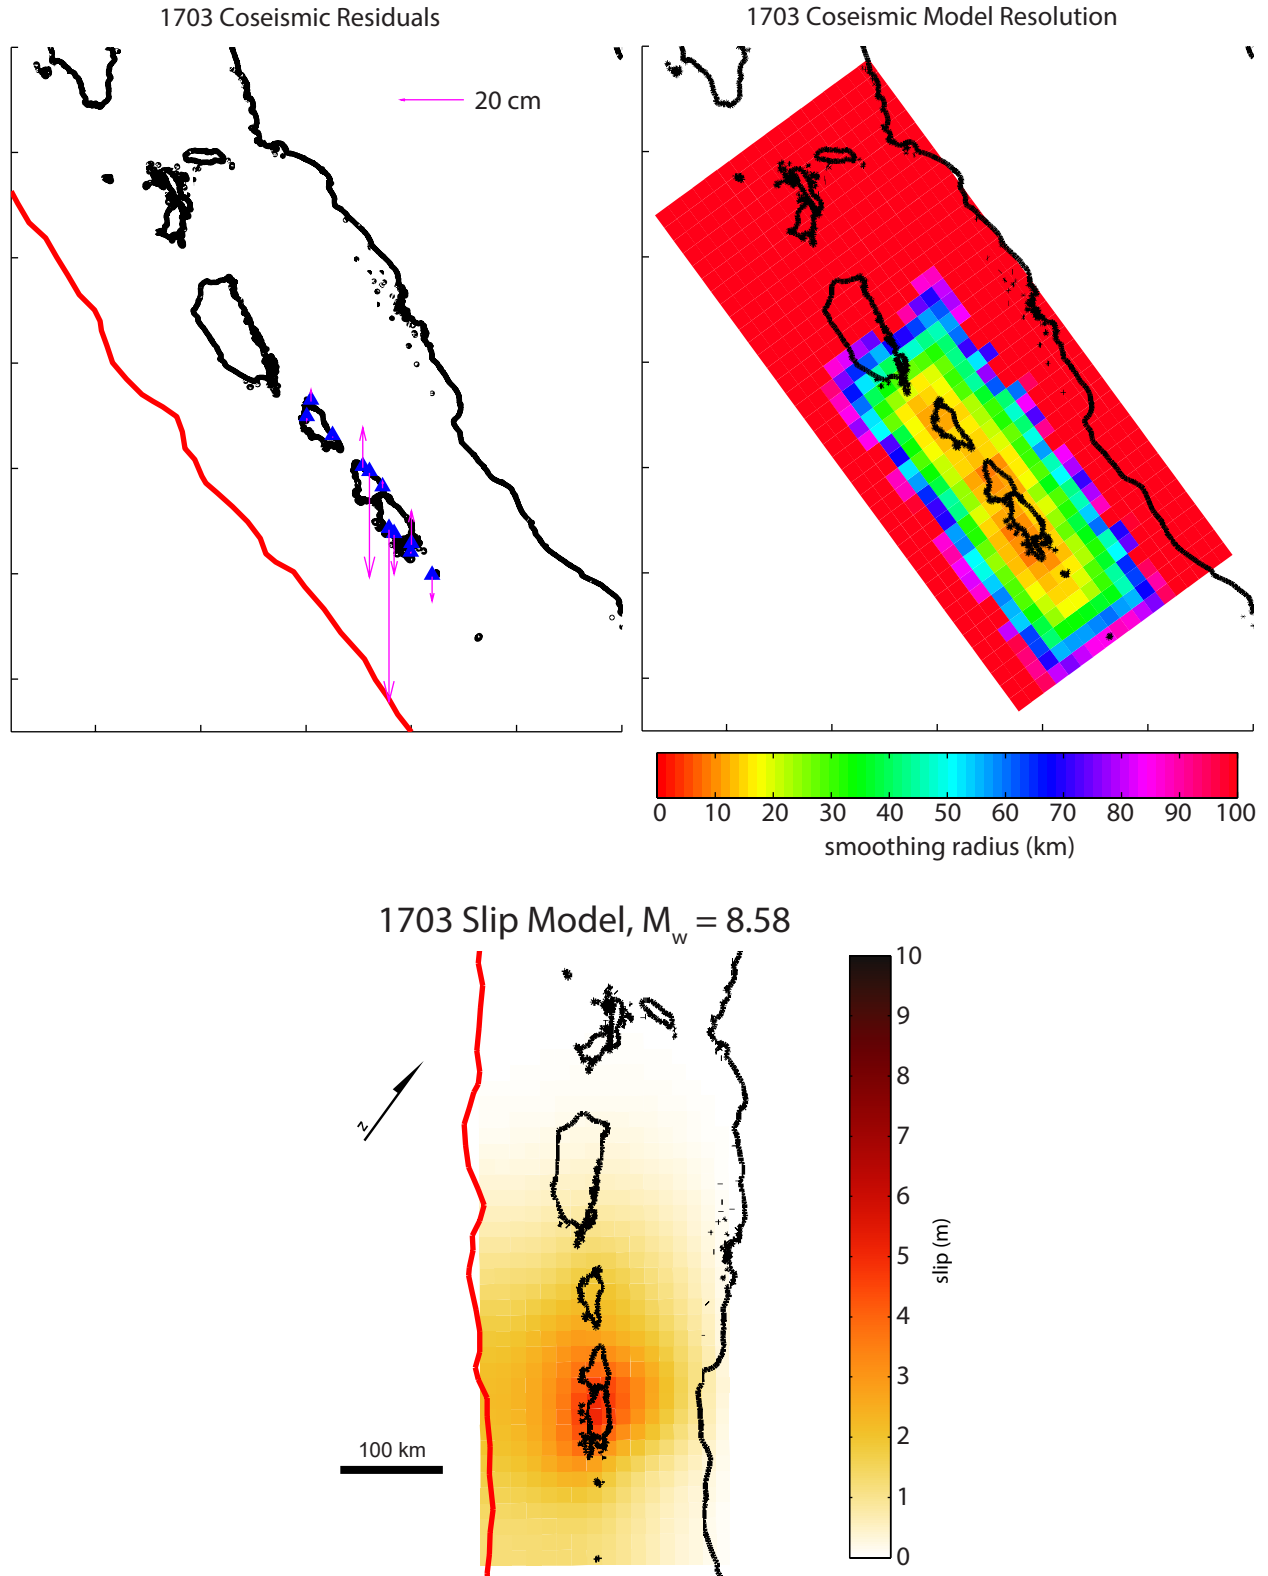 1703 Coseismic Residuals
1703 Coseismic Model Resolution
20 cm
0 10 20 30 40 50 60 70 80 90 100
smoothing radius (km)
1703 Slip Model, Mw = 8.58
10
9
8
7
6
5
4
3
2
1
0
slip (m)
z
100 km